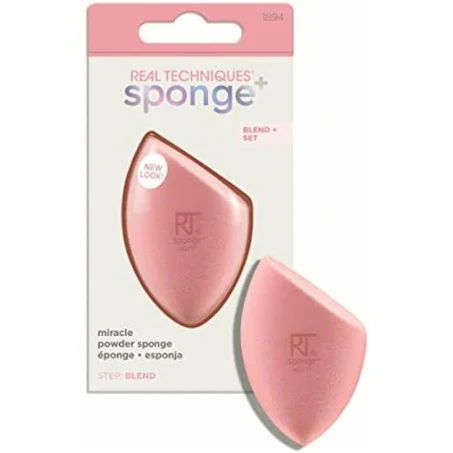 1894
REAL TECHNIQUES®
sponge+
BLEND +
SET
NEW
LOOK!
RT
sponge+
miracle
powder sponge
éponge • esponja
STEP: BLEND
RT
sponge+